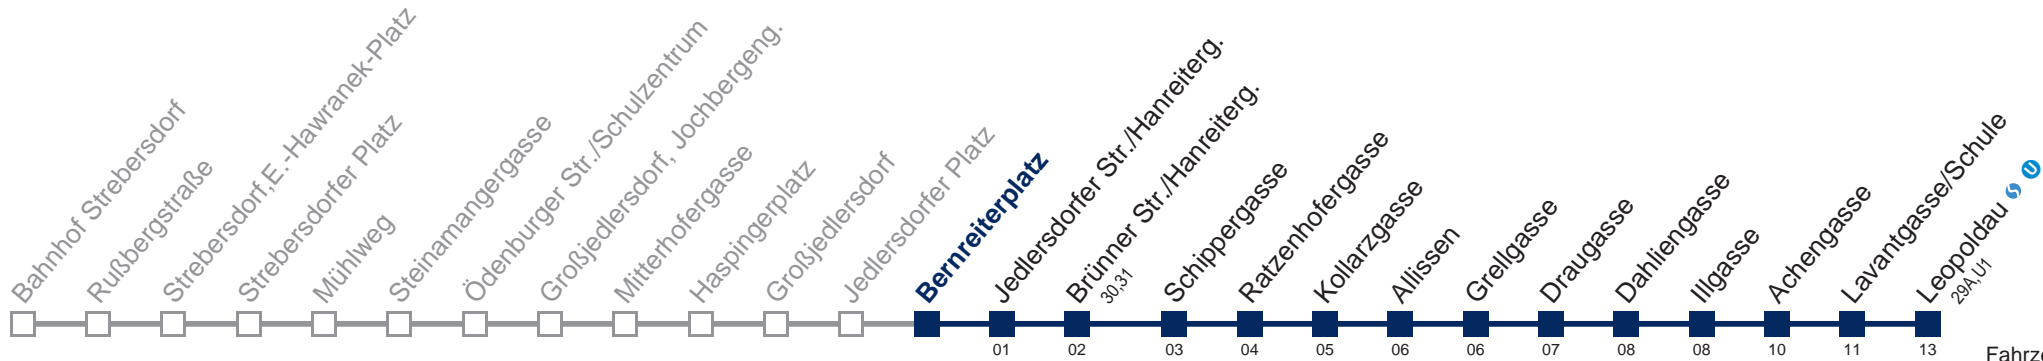 Bahnhof Strebersdorf
Rußbergstraße
Strebersdorf,E.-Hawranek-Platz
Strebersdorfer Platz
Mühlweg
Steinamangergasse
Ödenburger Str./Schulzentrum
Großjedlersdorf, Jochbergeng.
Mitterhofergasse
Haspingerplatz
Großjedlersdorf
Jedlersdorfer Platz
Bernreiterplatz
Jedlersdorfer Str./Hanreiterg.
Brünner Str./Hanreiterg.
30,31
Schippergasse
Ratzenhofergasse
Kollarzgasse
Allissen
Grellgasse
Draugasse
Dahliengasse
Illgasse
Achengasse
Lavantgasse/Schule
Leopoldau S U
29A,U1
01 02 03 04 05 06 06 07 08 08 10 11 13
Fahrz